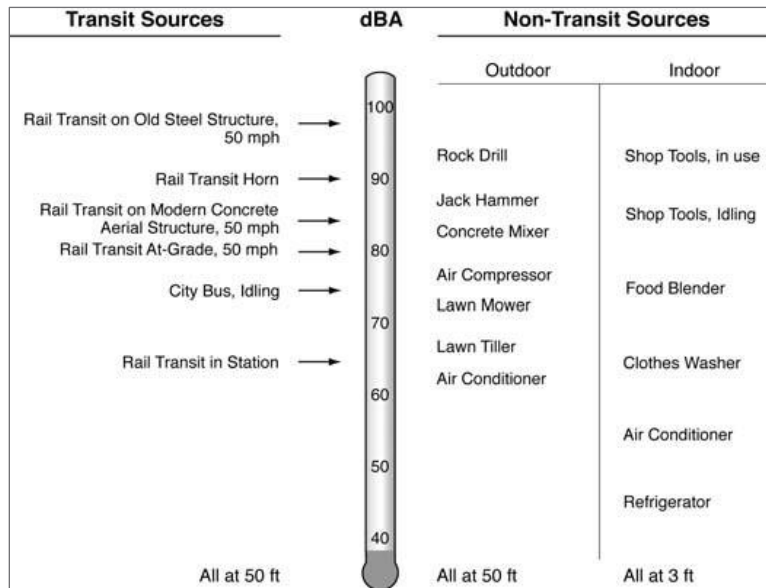 Transit Sources
dBA
Non-Transit Sources
Outdoor
Indoor
100
Rail Transit on Old Steel Structure,
50 mph
Rock Drill
Shop Tools, in use
Rail Transit Horn
90
Jack Hammer
Rail Transit on Modern Concrete
Aerial Structure, 50 mph
Shop Tools, Idling
Concrete Mixer
Rail Transit At-Grade, 50 mph
80
Air Compressor
City Bus, Idling
Food Blender
Lawn Mower
70
Lawn Tiller
Rail Transit in Station
Clothes Washer
Air Conditioner
60
Air Conditioner
50
Refrigerator
40
All at 50 ft
All at 50 ft
All at 3 ft